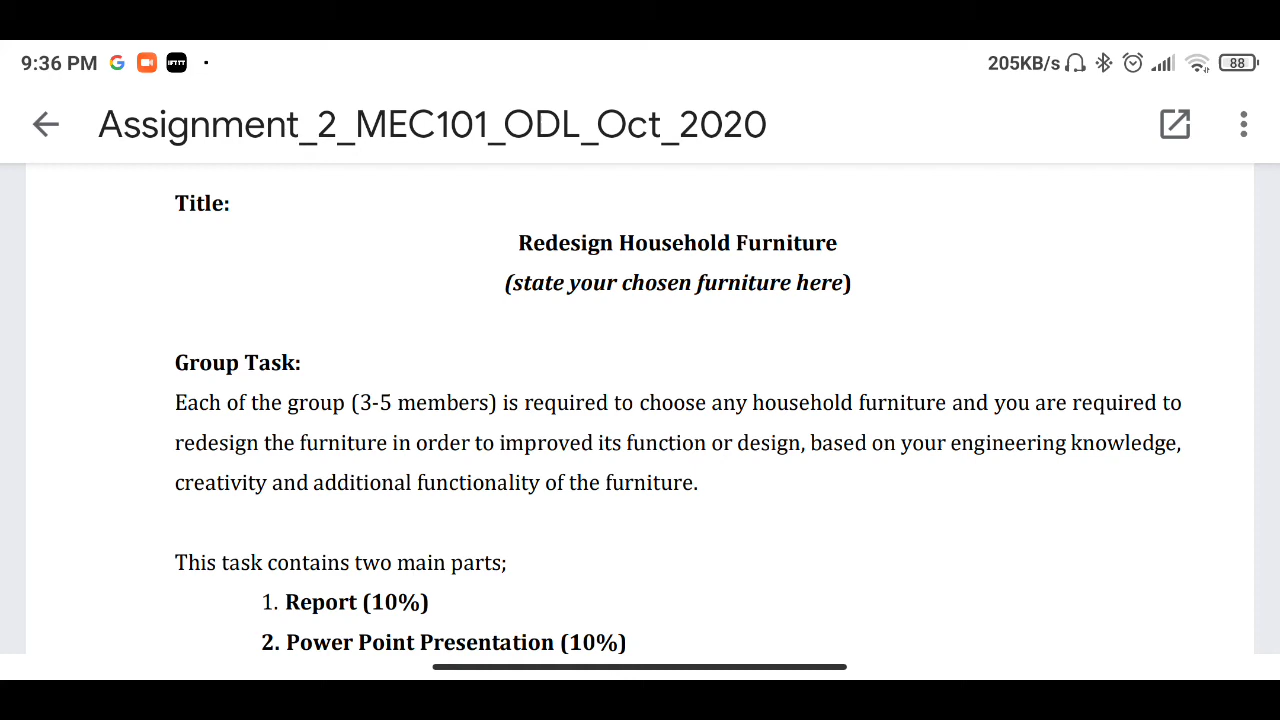 9:36 PM
205KB/s
88
Assignment_2_MEC101_ODL_Oct_2020
Title:
Redesign Household Furniture
(state your chosen furniture here)
Group Task:
Each of the group (3-5 members) is required to choose any household furniture and you are required to
redesign the furniture in order to improved its function or design, based on your engineering knowledge,
creativity and additional functionality of the furniture.
This task contains two main parts;
1. Report (10%)
2. Power Point Presentation (10%)